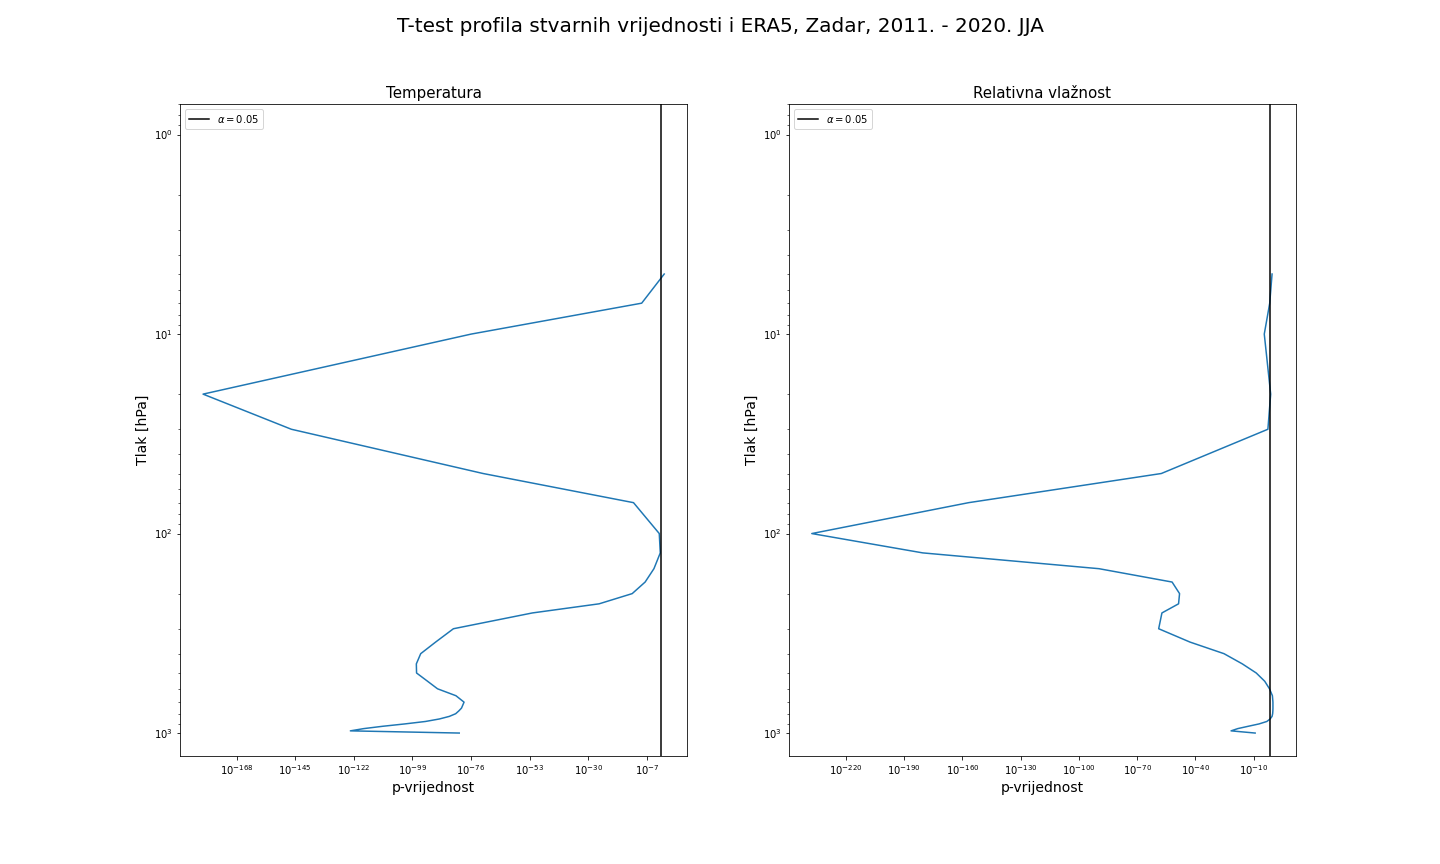 T-test profila stvarnih vrijednosti i ERA5, Zadar, 2011. - 2020. JJA
Temperatura
α = 0.05
10⁰
10¹
10²
10³
Tlak [hPa]
10⁻¹⁶⁸ 10⁻¹⁴⁵ 10⁻¹²² 10⁻⁹⁹ 10⁻⁷⁶ 10⁻⁵³ 10⁻³⁰ 10⁻⁷
p-vrijednost
Relativna vlažnost
α = 0.05
10⁰
10¹
10²
10³
Tlak [hPa]
10⁻²²⁰ 10⁻¹⁹⁰ 10⁻¹⁶⁰ 10⁻¹³⁰ 10⁻¹⁰⁰ 10⁻⁷⁰ 10⁻⁴⁰ 10⁻¹⁰
p-vrijednost